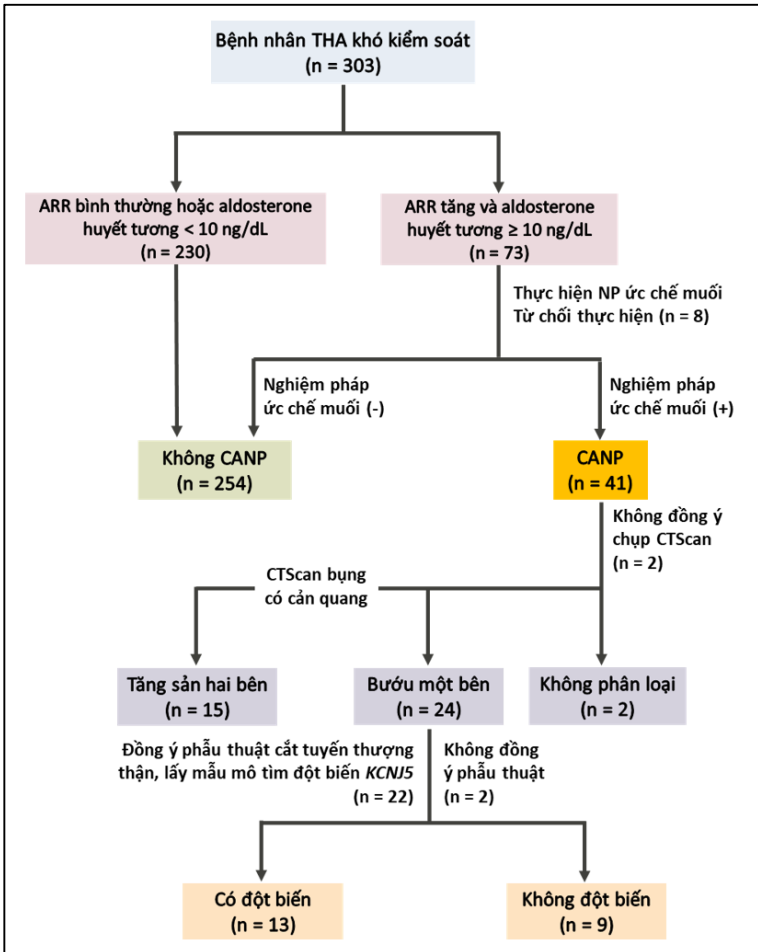 Bệnh nhân THA khó kiểm soát
(n = 303)
ARR bình thường hoặc aldosterone
huyết tương < 10 ng/dL
(n = 230)
ARR tăng và aldosterone
huyết tương ≥ 10 ng/dL
(n = 73)
Thực hiện NP ức chế muối
Từ chối thực hiện (n = 8)
Nghiệm pháp
ức chế muối (-)
Nghiệm pháp
ức chế muối (+)
Không CANP
(n = 254)
CANP
(n = 41)
Không đồng ý
chụp CTScan
(n = 2)
CTScan bụng
có cản quang
Tăng sản hai bên
(n = 15)
Bướu một bên
(n = 24)
Không phân loại
(n = 2)
Đồng ý phẫu thuật cắt tuyến thượng
thận, lấy mẫu mô tìm đột biến KCNJ5
(n = 22)
Không đồng
ý phẫu thuật
(n = 2)
Có đột biến
(n = 13)
Không đột biến
(n = 9)